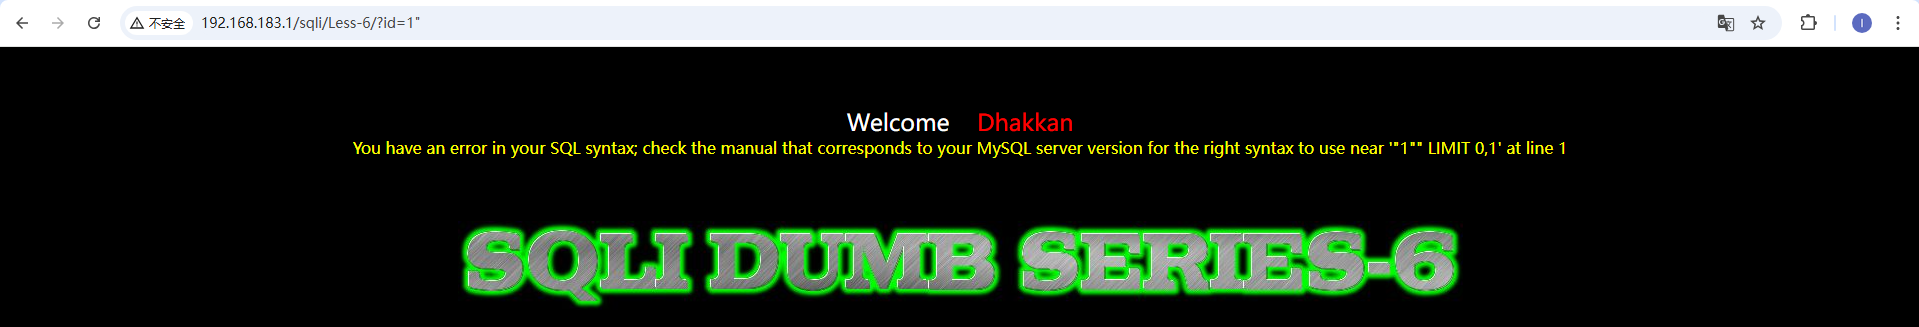 不安全 192.168.183.1/sqli/Less-6/?id=1"
I
Welcome Dhakkan
You have an error in your SQL syntax; check the manual that corresponds to your MySQL server version for the right syntax to use near '"1"" LIMIT 0,1' at line 1
SQLI DUMB SERIES-6